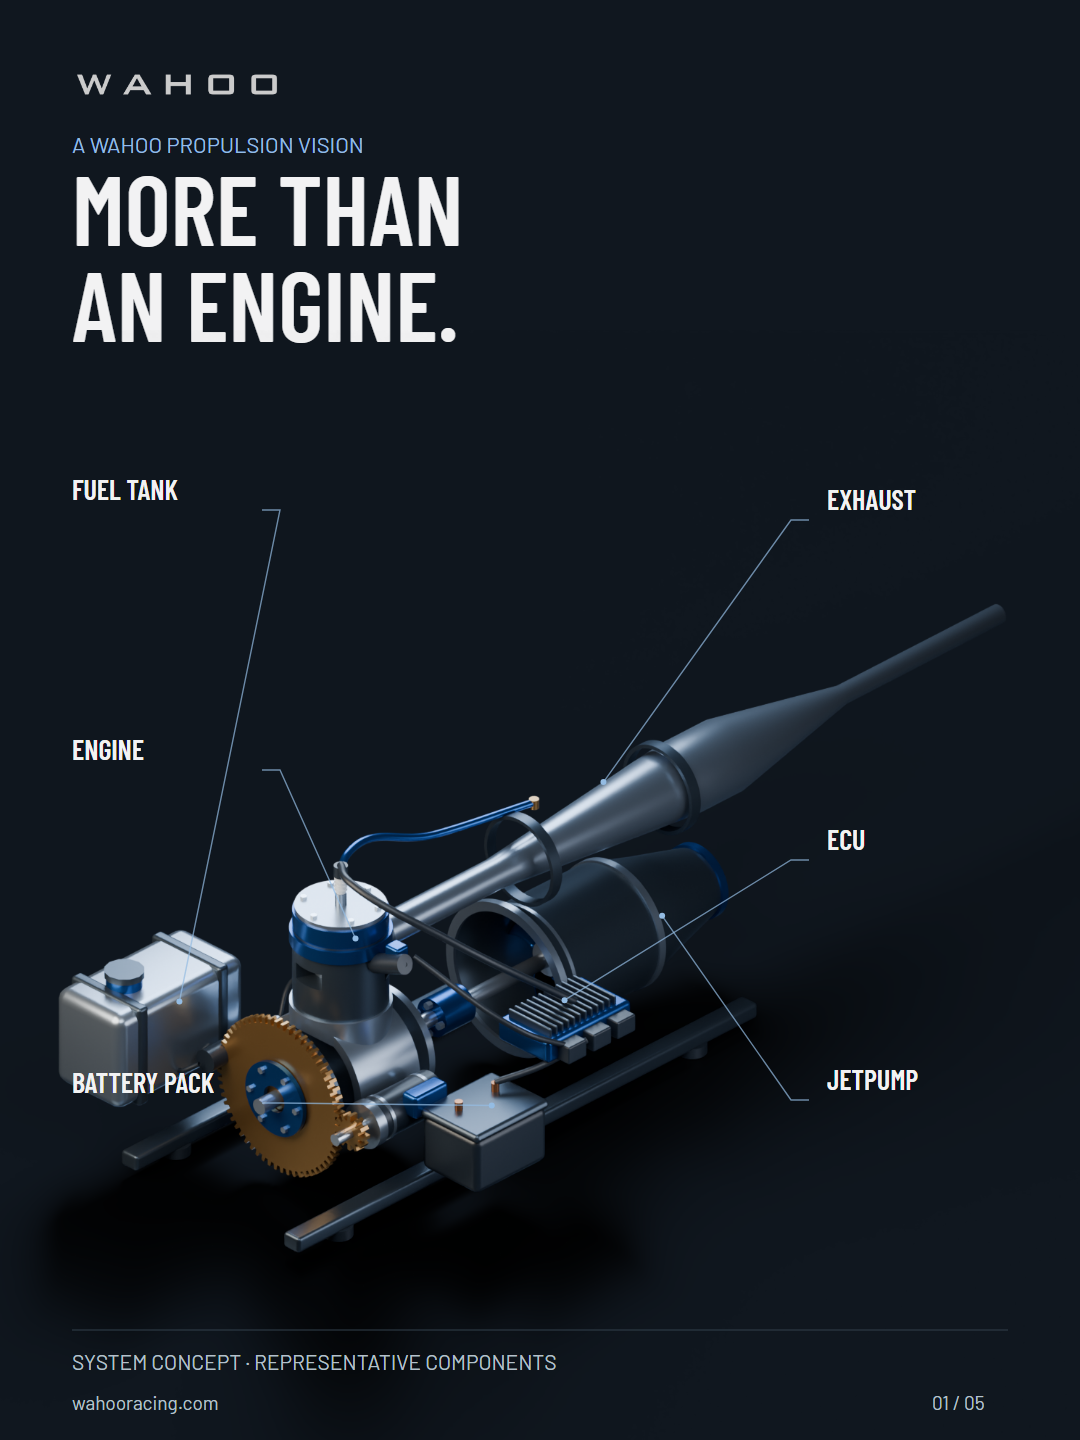 WAHOO
A WAHOO PROPULSION VISION
MORE THAN
AN ENGINE.
FUEL TANK
EXHAUST
ENGINE
ECU
BATTERY PACK
JETPUMP
SYSTEM CONCEPT · REPRESENTATIVE COMPONENTS
wahooracing.com
01 / 05